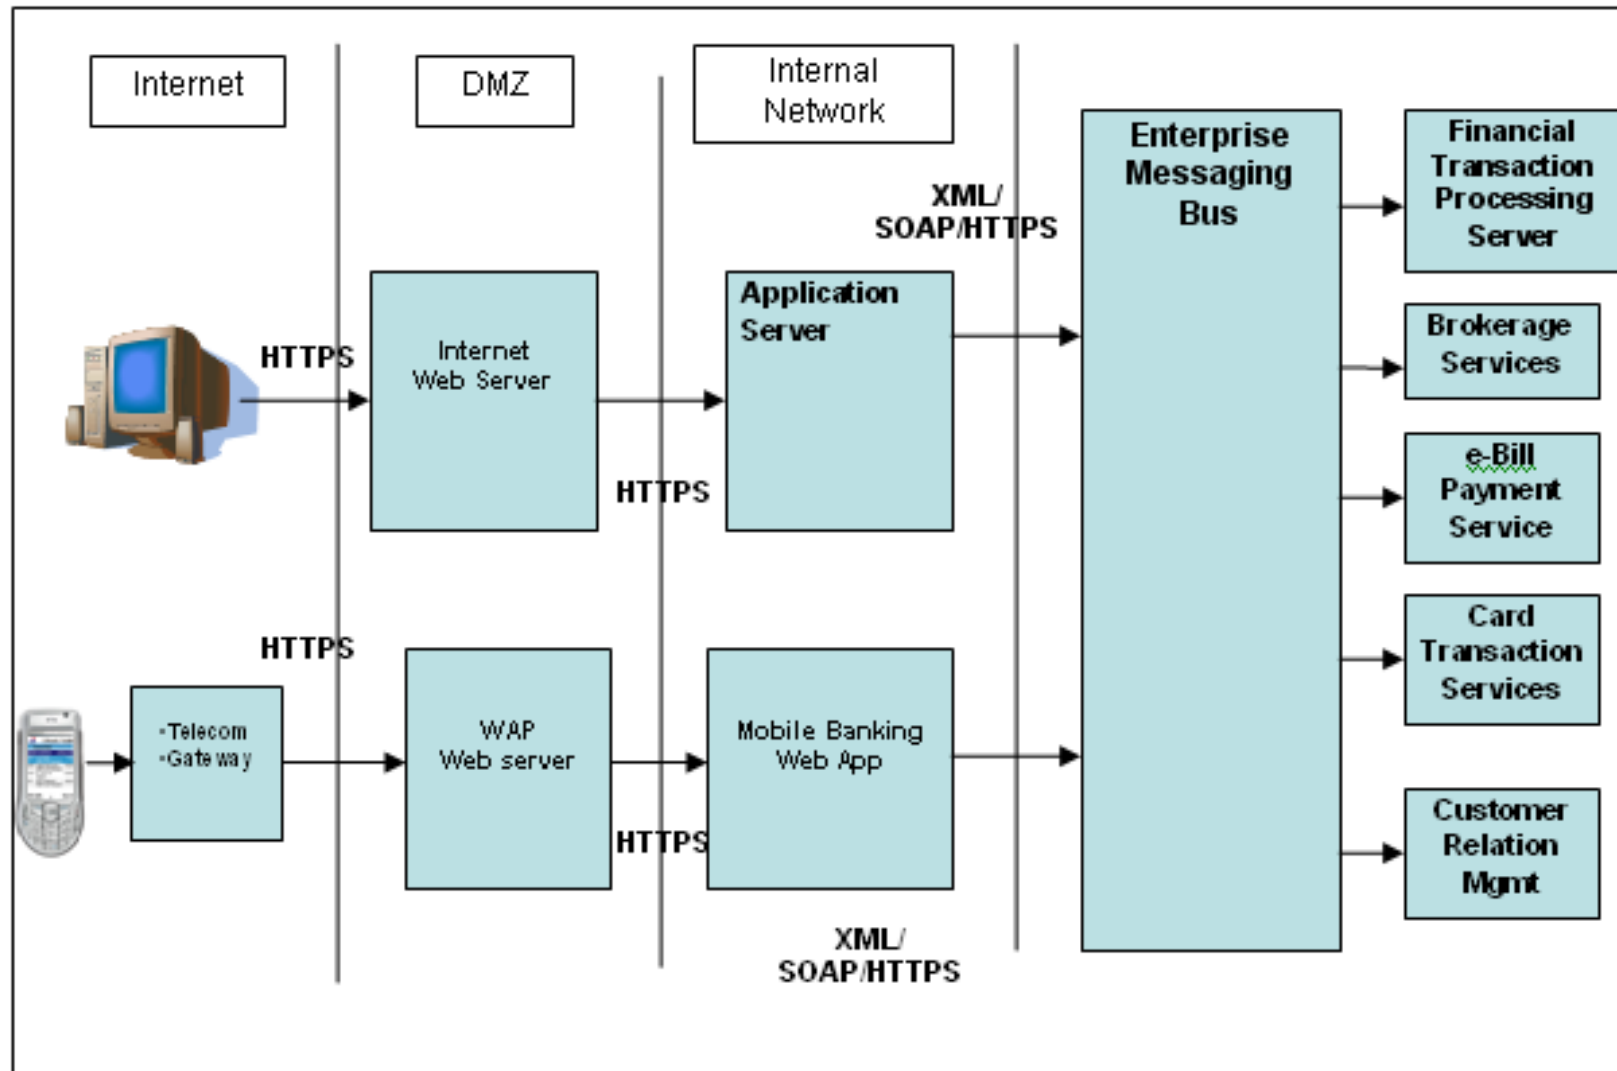 Internet
DMZ
Internal
Network
XML/
SOAP/HTTPS
Enterprise
Messaging
Bus
Financial
Transaction
Processing
Server
Brokerage
Services
e-Bill
Payment
Service
Card
Transaction
Services
Customer
Relation
Mgmt
HTTPS
Internet
Web Server
HTTPS
Application
Server
HTTPS
▪Telecom
▪Gateway
WAP
Web server
HTTPS
Mobile Banking
Web App
XML/
SOAP/HTTPS